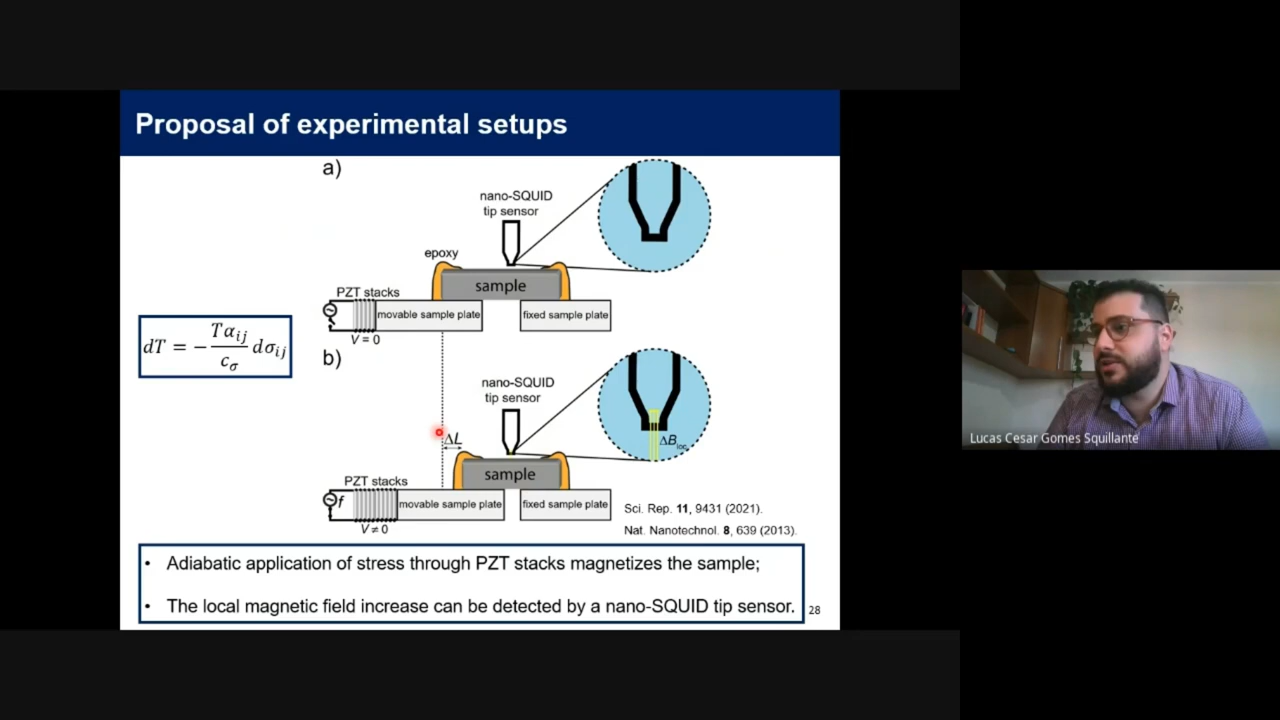 Proposal of experimental setups
a)
nano-SQUID
tip sensor
epoxy
sample
PZT stacks
movable sample plate
fixed sample plate
V = 0
dT = −Tα_ij/c_σ dσ_ij
b)
nano-SQUID
tip sensor
ΔL
ΔB_loc
sample
PZT stacks
f
movable sample plate
fixed sample plate
V ≠ 0
Sci. Rep. 11, 9431 (2021).
Nat. Nanotechnol. 8, 639 (2013).
• Adiabatic application of stress through PZT stacks magnetizes the sample;
• The local magnetic field increase can be detected by a nano-SQUID tip sensor.
28
Lucas Cesar Gomes Squillante